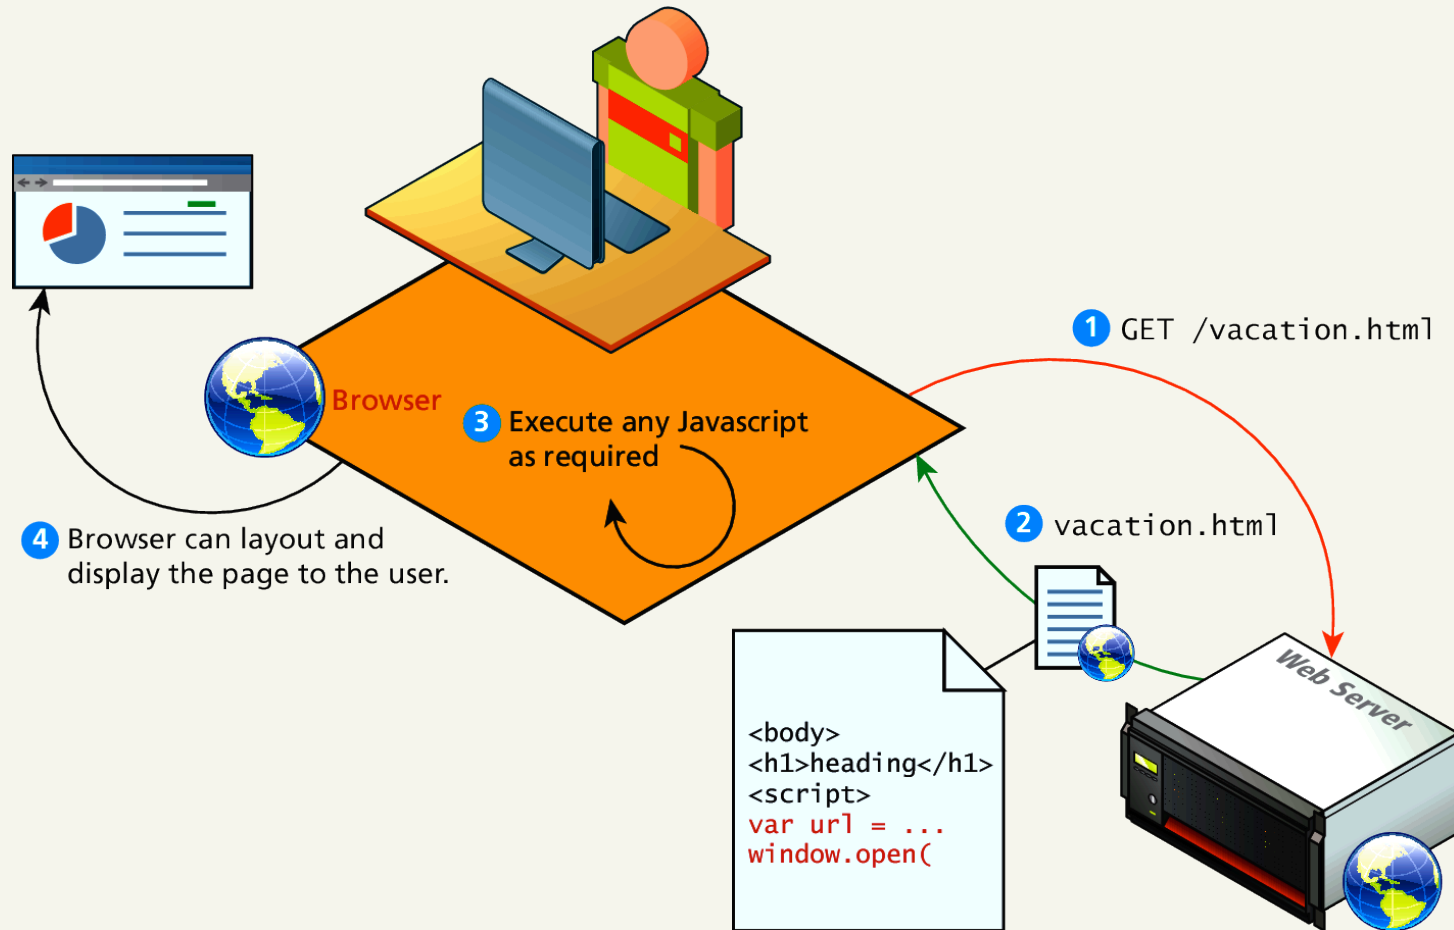 1 GET /vacation.html
Browser
3 Execute any Javascript
as required
2 vacation.html
4 Browser can layout and
display the page to the user.
Web Server
<body>
<h1>heading</h1>
<script>
var url = ...
window.open(